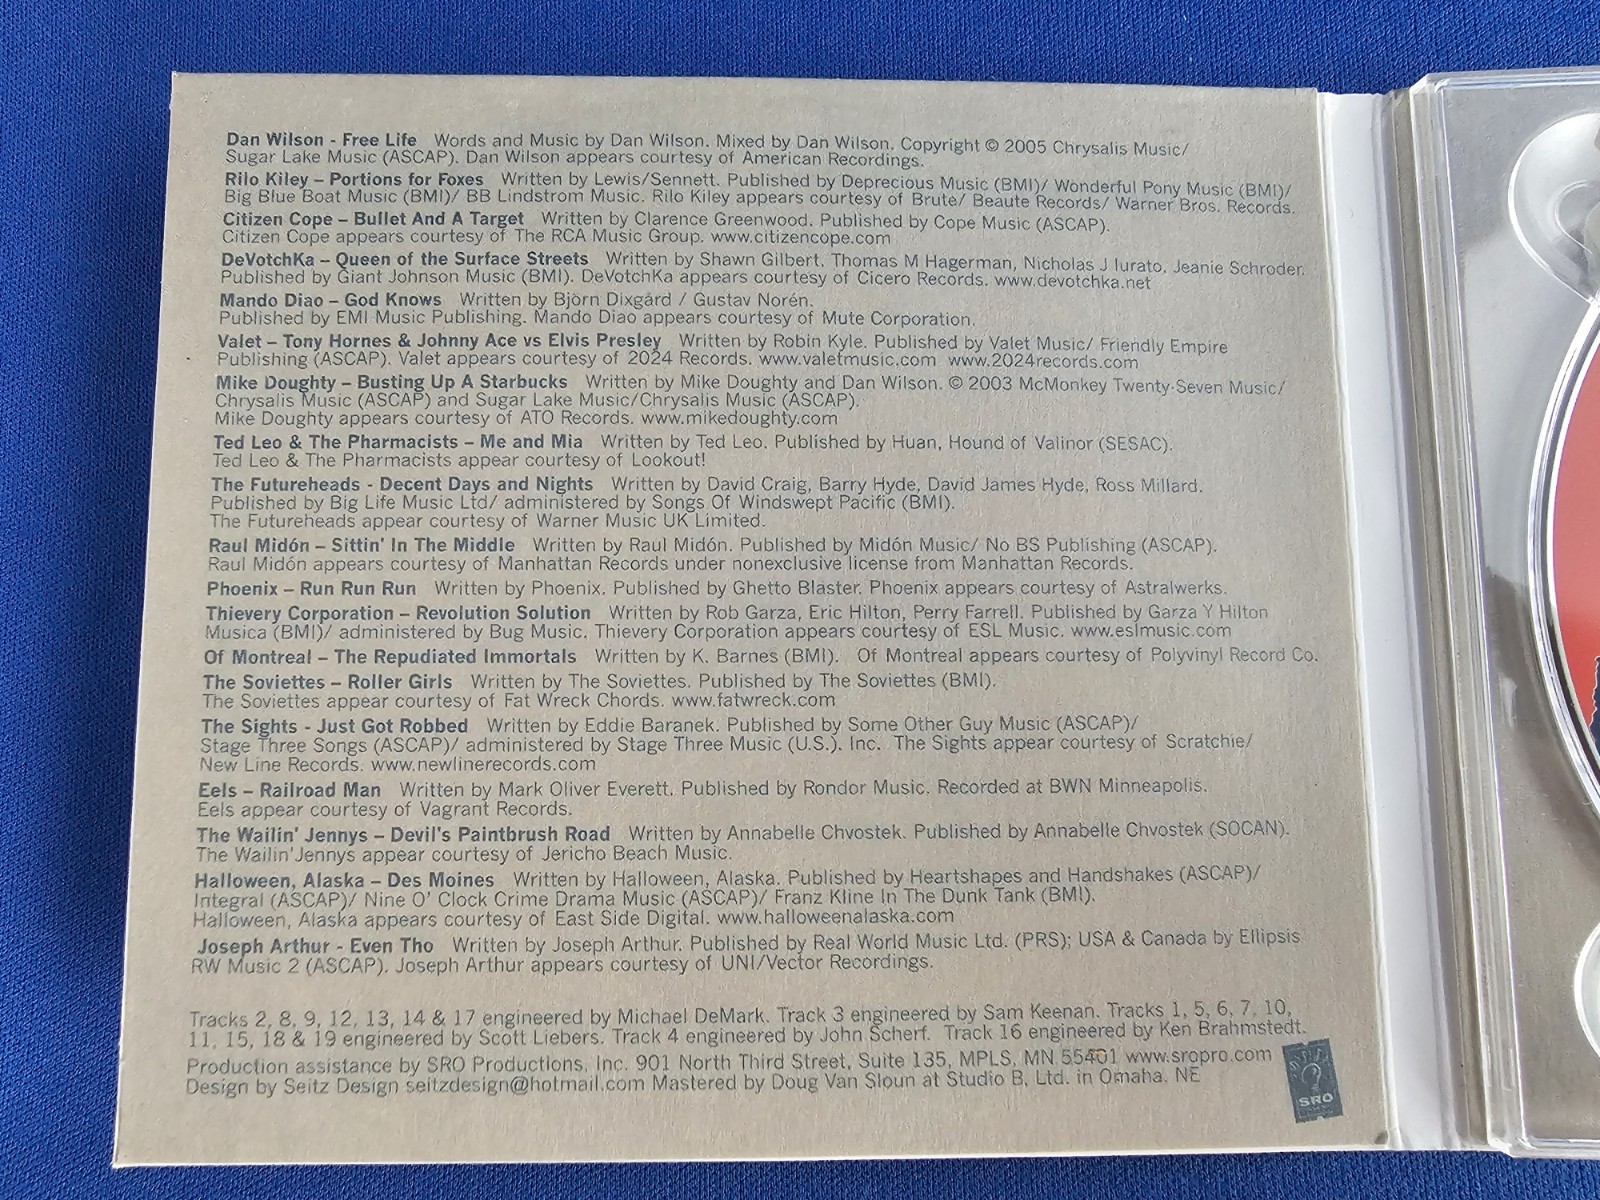 Dan Wilson - Free Life Words and Music by Dan Wilson. Mixed by Dan Wilson. Copyright © 2005 Chrysalis Music/
Sugar Lake Music (ASCAP). Dan Wilson appears courtesy of American Recordings.
Rilo Kiley – Portions for Foxes Written by Lewis/Sennett. Published by Deprecious Music (BMI)/ Wonderful Pony Music (BMI)/
Big Blue Boat Music (BMI)/ BB Lindstrom Music. Rilo Kiley appears courtesy of Brute/ Beaute Records/ Warner Bros. Records.
Citizen Cope – Bullet And A Target Written by Clarence Greenwood. Published by Cope Music (ASCAP).
Citizen Cope appears courtesy of The RCA Music Group. www.citizencope.com
DeVotchKa – Queen of the Surface Streets Written by Shawn Gilbert, Thomas M Hagerman, Nicholas J Iurato, Jeanie Schroder.
Published by Giant Johnson Music (BMI). DeVotchKa appears courtesy of Cicero Records. www.devotchka.net
Mando Diao – God Knows Written by Björn Dixgård / Gustav Norén.
Published by EMI Music Publishing. Mando Diao appears courtesy of Mute Corporation.
Valet – Tony Hornes & Johnny Ace vs Elvis Presley Written by Robin Kyle. Published by Valet Music/ Friendly Empire
Publishing (ASCAP). Valet appears courtesy of 2024 Records. www.valetmusic.com www.2024records.com
Mike Doughty – Busting Up A Starbucks Written by Mike Doughty and Dan Wilson. © 2003 McMonkey Twenty-Seven Music/
Chrysalis Music (ASCAP) and Sugar Lake Music/Chrysalis Music (ASCAP).
Mike Doughty appears courtesy of ATO Records. www.mikedoughty.com
Ted Leo & The Pharmacists – Me and Mia Written by Ted Leo. Published by Huan, Hound of Valinor (SESAC).
Ted Leo & The Pharmacists appear courtesy of Lookout!
The Futureheads - Decent Days and Nights Written by David Craig, Barry Hyde, David James Hyde, Ross Millard.
Published by Big Life Music Ltd/ administered by Songs Of Windswept Pacific (BMI).
The Futureheads appear courtesy of Warner Music UK Limited.
Raul Midón – Sittin' In The Middle Written by Raul Midón. Published by Midón Music/ No BS Publishing (ASCAP).
Raul Midón appears courtesy of Manhattan Records under nonexclusive license from Manhattan Records.
Phoenix – Run Run Run Written by Phoenix. Published by Ghetto Blaster. Phoenix appears courtesy of Astralwerks.
Thievery Corporation – Revolution Solution Written by Rob Garza, Eric Hilton, Perry Farrell. Published by Garza Y Hilton
Musica (BMI)/ administered by Bug Music. Thievery Corporation appears courtesy of ESL Music. www.eslmusic.com
Of Montreal – The Repudiated Immortals Written by K. Barnes (BMI). Of Montreal appears courtesy of Polyvinyl Record Co.
The Soviettes – Roller Girls Written by The Soviettes. Published by The Soviettes (BMI).
The Soviettes appear courtesy of Fat Wreck Chords. www.fatwreck.com
The Sights - Just Got Robbed Written by Eddie Baranek. Published by Some Other Guy Music (ASCAP)/
Stage Three Songs (ASCAP)/ administered by Stage Three Music (U.S.). Inc. The Sights appear courtesy of Scratchie/
New Line Records. www.newlinerecords.com
Eels – Railroad Man Written by Mark Oliver Everett. Published by Rondor Music. Recorded at BWN Minneapolis.
Eels appear courtesy of Vagrant Records.
The Wailin' Jennys – Devil's Paintbrush Road Written by Annabelle Chvostek. Published by Annabelle Chvostek (SOCAN).
The Wailin'Jennys appear courtesy of Jericho Beach Music.
Halloween, Alaska – Des Moines Written by Halloween, Alaska. Published by Heartshapes and Handshakes (ASCAP)/
Integral (ASCAP)/ Nine O' Clock Crime Drama Music (ASCAP)/ Franz Kline In The Dunk Tank (BMI).
Halloween, Alaska appears courtesy of East Side Digital. www.halloweenalaska.com
Joseph Arthur - Even Tho Written by Joseph Arthur. Published by Real World Music Ltd. (PRS); USA & Canada by Ellipsis
RW Music 2 (ASCAP). Joseph Arthur appears courtesy of UNI/Vector Recordings.
Tracks 2, 8, 9, 12, 13, 14 & 17 engineered by Michael DeMark. Track 3 engineered by Sam Keenan. Tracks 1, 5, 6, 7, 10,
11, 15, 18 & 19 engineered by Scott Liebers. Track 4 engineered by John Scherf. Track 16 engineered by Ken Brahmstedt.
Production assistance by SRO Productions, Inc. 901 North Third Street, Suite 135, MPLS, MN 55401 www.sropro.com
Design by Seitz Design seitzdesign@hotmail.com Mastered by Doug Van Sloun at Studio B, Ltd. in Omaha, NE
SRO